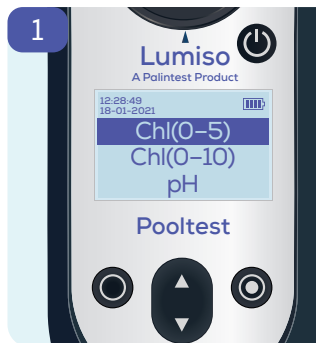 1
Lumiso
A Palintest Product
12:28:49
18-01-2021
Chl(0–5)
Chl(0–10)
pH
Pooltest